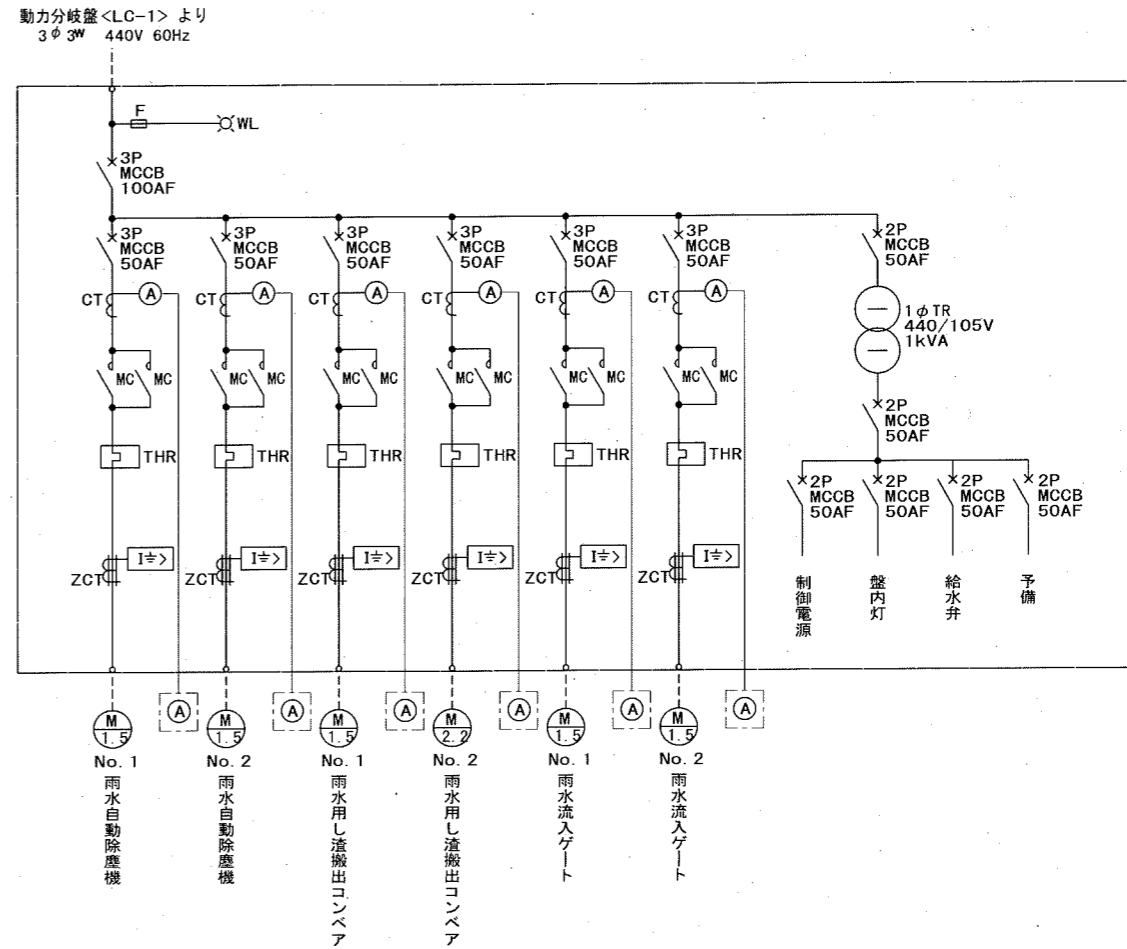 動力分岐盤<LC-1> より
3φ3W 440V 60Hz
F
WL
3P
MCCB
100AF
3P
MCCB
50AF
3P
MCCB
50AF
3P
MCCB
50AF
3P
MCCB
50AF
3P
MCCB
50AF
3P
MCCB
50AF
2P
MCCB
50AF
CT
A
CT
A
CT
A
CT
A
CT
A
CT
A
1φTR
440/105V
1kVA
MC
MC
MC
MC
MC
MC
MC
MC
MC
MC
MC
MC
2P
MCCB
50AF
THR
THR
THR
THR
THR
THR
2P
MCCB
50AF
2P
MCCB
50AF
2P
MCCB
50AF
2P
MCCB
50AF
ZCT
I⏚>
ZCT
I⏚>
ZCT
I⏚>
ZCT
I⏚>
ZCT
I⏚>
ZCT
I⏚>
制御電源
盤内灯
給水弁
予備
M
1.5
A
M
1.5
A
M
1.5
A
M
2.2
A
M
1.5
A
M
1.5
A
No. 1
雨水自動除塵機
No. 2
雨水自動除塵機
No. 1
雨水用し渣搬出コンベア
No. 2
雨水用し渣搬出コンベア
No. 1
雨水流入ゲート
No. 2
雨水流入ゲート